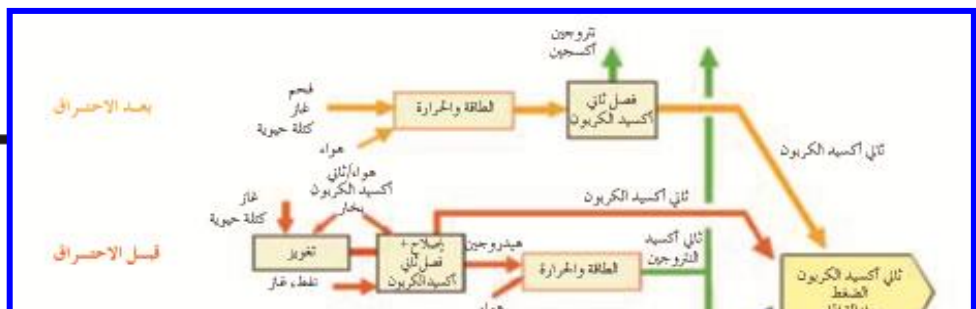 نتروجين
أكسجين
بعد الاحتراق
فحم
غاز
كتلة حيوية
هواء
الطاقة والحرارة
فصل ثاني
أكسيد الكربون
ثاني أكسيد الكربون
هواء/ثاني
أكسيد الكربون
بخار
غاز
كتلة حيوية
ثاني أكسيد الكربون
قبل الاحتراق
تغويز
إصلاح+
فصل ثاني
أكسيد الكربون
هيدروجين
الطاقة والحرارة
ثاني أكسيد
النتروجين
نفط، غاز
هواء
ثاني أكسيد الكربون
الضغط